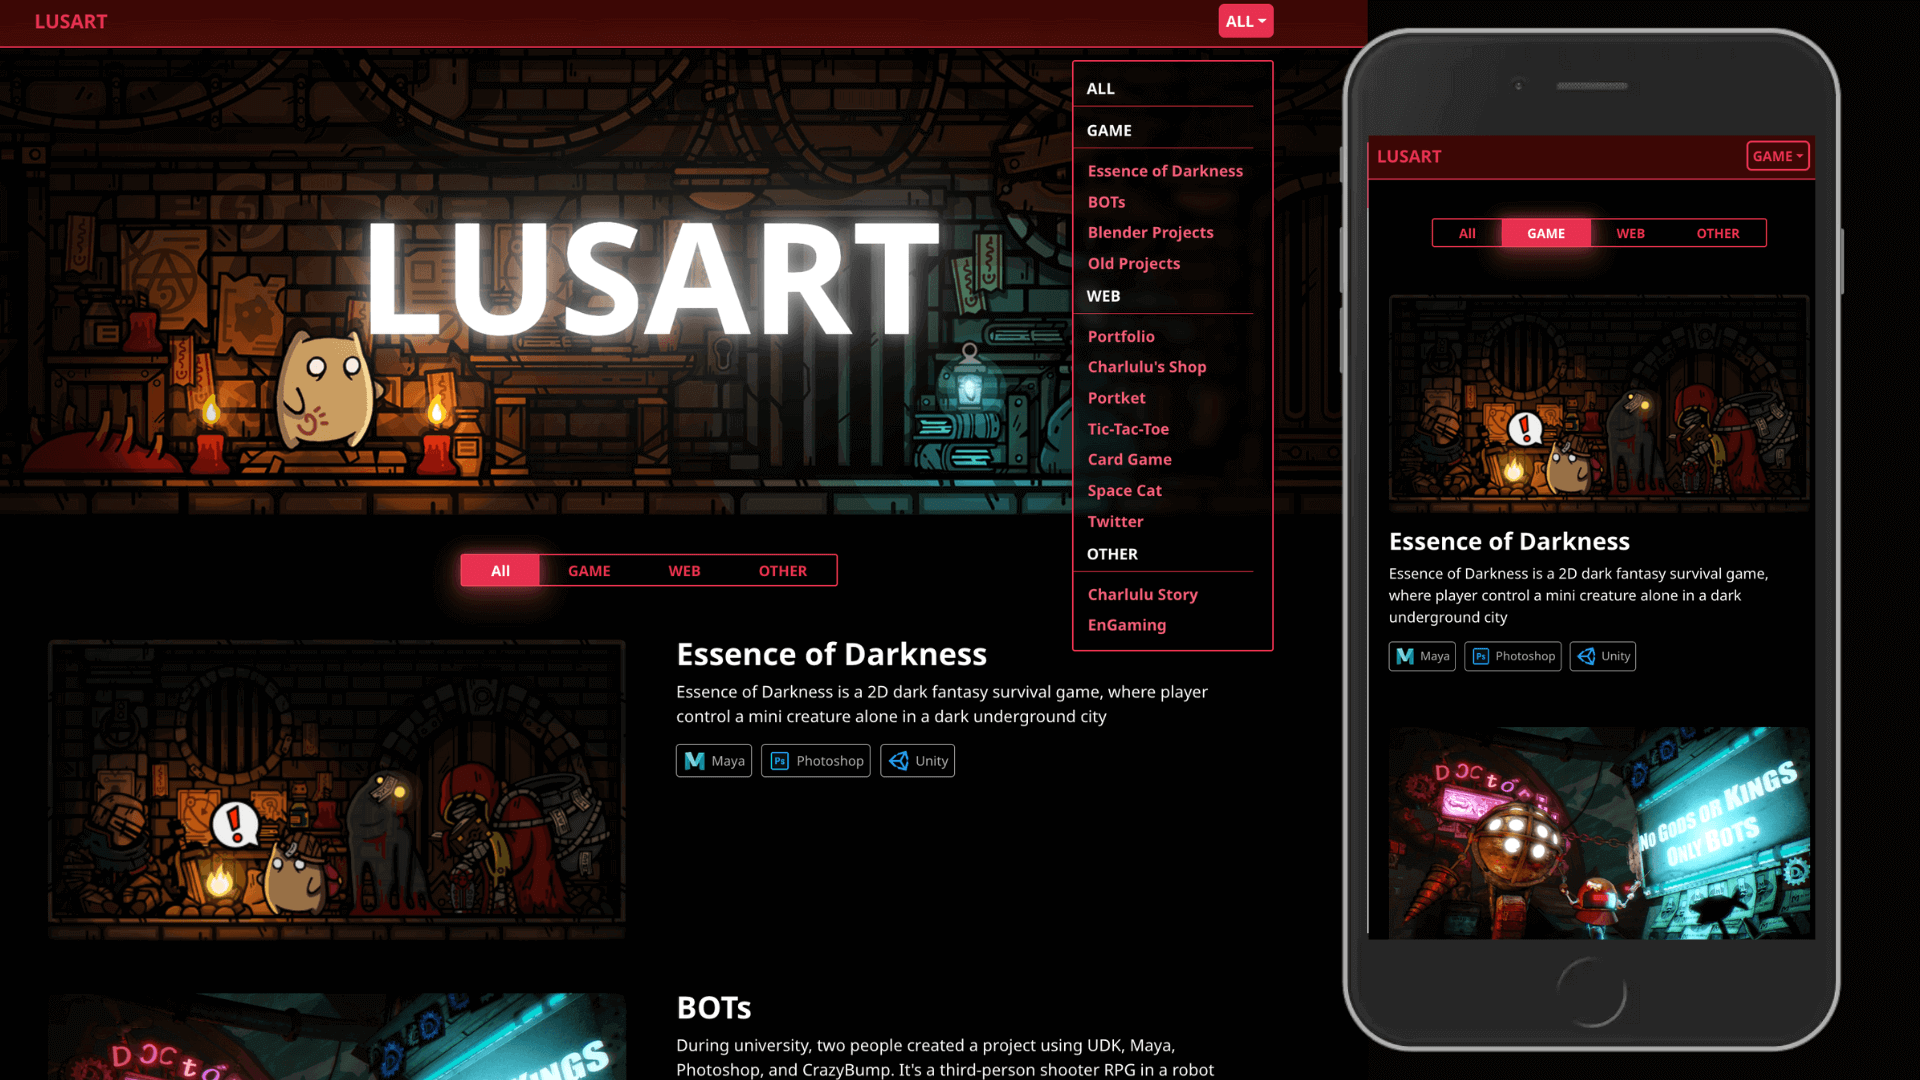 LUSART
ALL
ALL
GAME
Essence of Darkness
BOTs
Blender Projects
Old Projects
WEB
Portfolio
Charlulu's Shop
Portket
Tic-Tac-Toe
Card Game
Space Cat
Twitter
OTHER
Charlulu Story
EnGaming
LUSART
All GAME WEB OTHER
Essence of Darkness
Essence of Darkness is a 2D dark fantasy survival game, where player
control a mini creature alone in a dark underground city
Maya Ps Photoshop Unity
!
BOTs
During university, two people created a project using UDK, Maya,
Photoshop, and CrazyBump. It's a third-person shooter RPG in a robot
DOCtor
KINGS
LUSART GAME
All GAME WEB OTHER
!
Essence of Darkness
Essence of Darkness is a 2D dark fantasy survival game,
where player control a mini creature alone in a dark
underground city
Maya Ps Photoshop Unity
DOCtor
NO GODS OR KINGS
ONLY BOTS